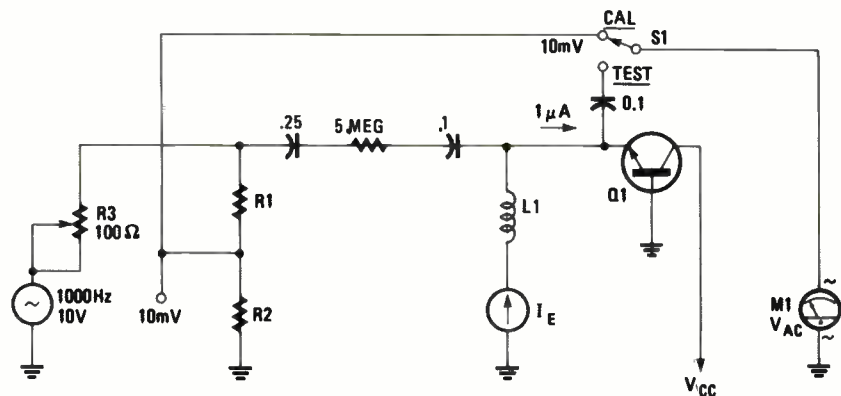 CAL
10mV
S1
TEST
.25
5 MEG
.1
1 µA
0.1
R3
100Ω
R1
L1
Q1
1000Hz
10V
10mV
R2
I_E
M1
V_AC
V_CC